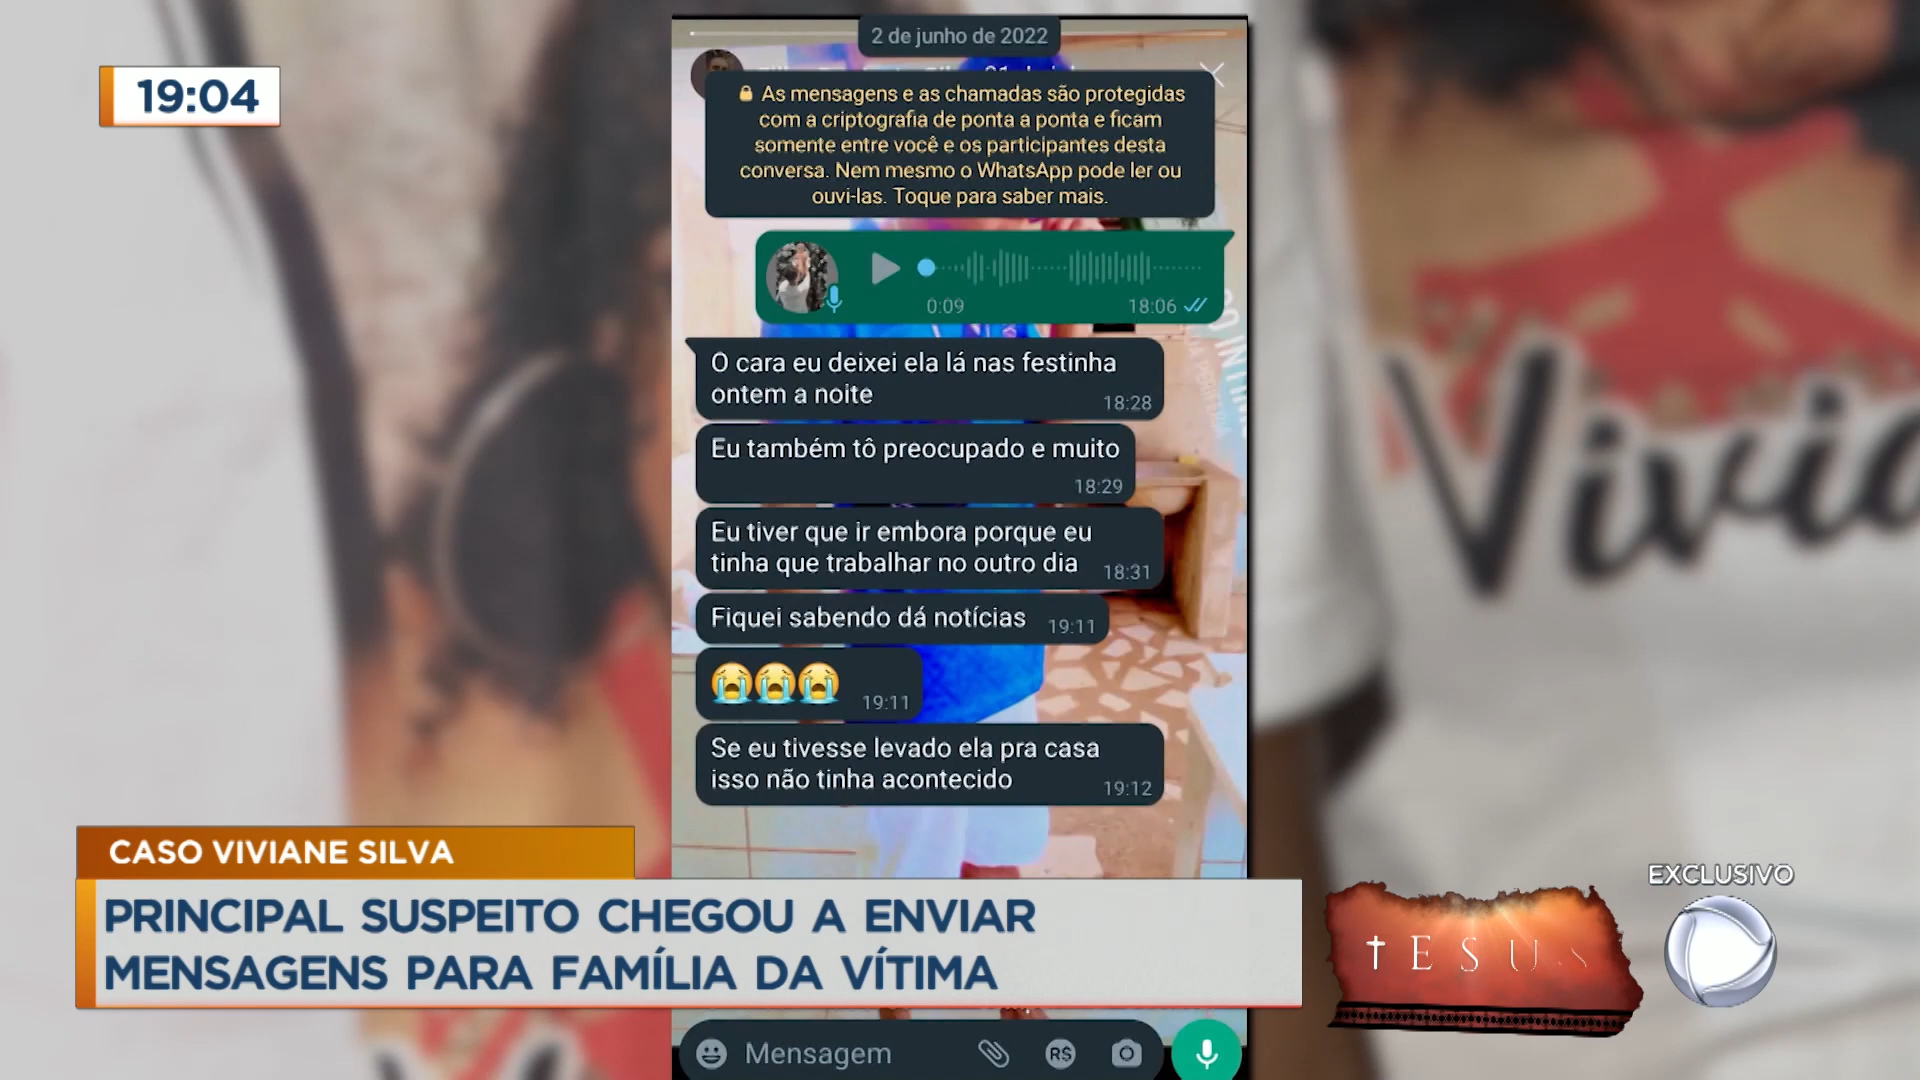 2 de junho de 2022
19:04
As mensagens e as chamadas são protegidas
com a criptografia de ponta a ponta e ficam
somente entre você e os participantes desta
conversa. Nem mesmo o WhatsApp pode ler ou
ouvi-las. Toque para saber mais.
0:09 18:06
O cara eu deixei ela lá nas festinha
ontem a noite 18:28
Eu também tô preocupado e muito
18:29
Eu tiver que ir embora porque eu
tinha que trabalhar no outro dia 18:31
Fiquei sabendo dá notícias 19:11
😭😭😭 19:11
Se eu tivesse levado ela pra casa
isso não tinha acontecido 19:12
CASO VIVIANE SILVA
PRINCIPAL SUSPEITO CHEGOU A ENVIAR
MENSAGENS PARA FAMÍLIA DA VÍTIMA
EXCLUSIVO
Mensagem
R$